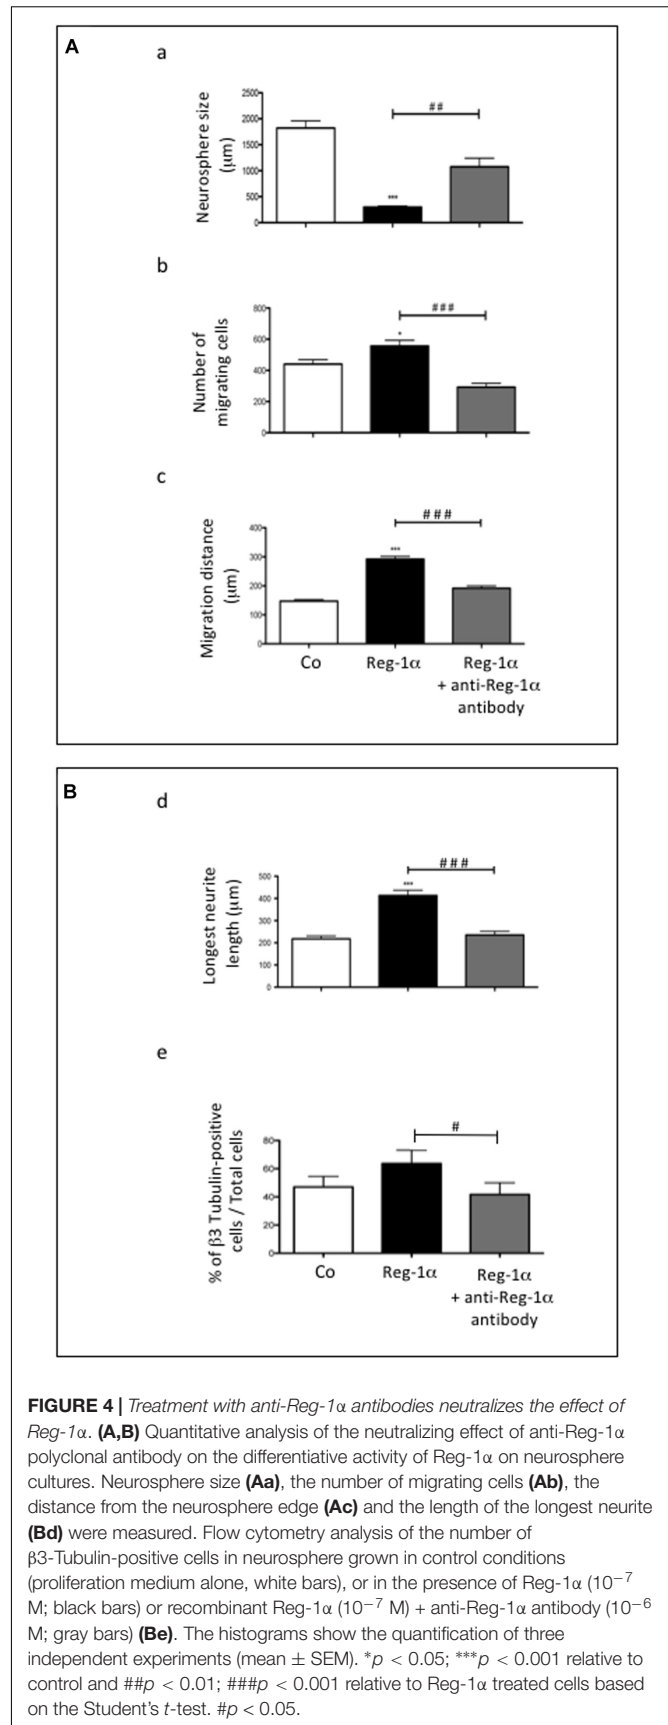 A
a
Neurosphere size
(μm)
2500
2000
1500
1000
500
0
##
***
b
Number of
migrating cells
800
600
400
200
0
###
*
c
Migration distance
(μm)
400
300
200
100
0
# # #
***
Co
Reg-1α
Reg-1α
+ anti-Reg-1α
antibody
B
d
Longest neurite
length (μm)
500
400
300
200
100
0
# # #
***
e
% of β3 Tubulin-positive
cells / Total cells
80
60
40
20
0
#
Co
Reg-1α
Reg-1α
+ anti-Reg-1α
antibody
FIGURE 4 | Treatment with anti-Reg-1α antibodies neutralizes the effect of
Reg-1α. (A,B) Quantitative analysis of the neutralizing effect of anti-Reg-1α
polyclonal antibody on the differentiative activity of Reg-1α on neurosphere
cultures. Neurosphere size (Aa), the number of migrating cells (Ab), the
distance from the neurosphere edge (Ac) and the length of the longest neurite
(Bd) were measured. Flow cytometry analysis of the number of
β3-Tubulin-positive cells in neurosphere grown in control conditions
(proliferation medium alone, white bars), or in the presence of Reg-1α (10⁻⁷
M; black bars) or recombinant Reg-1α (10⁻⁷ M) + anti-Reg-1α antibody (10⁻⁶
M; gray bars) (Be). The histograms show the quantification of three
independent experiments (mean ± SEM). *p < 0.05; ***p < 0.001 relative to
control and ##p < 0.01; ###p < 0.001 relative to Reg-1α treated cells based
on the Student's t-test. #p < 0.05.